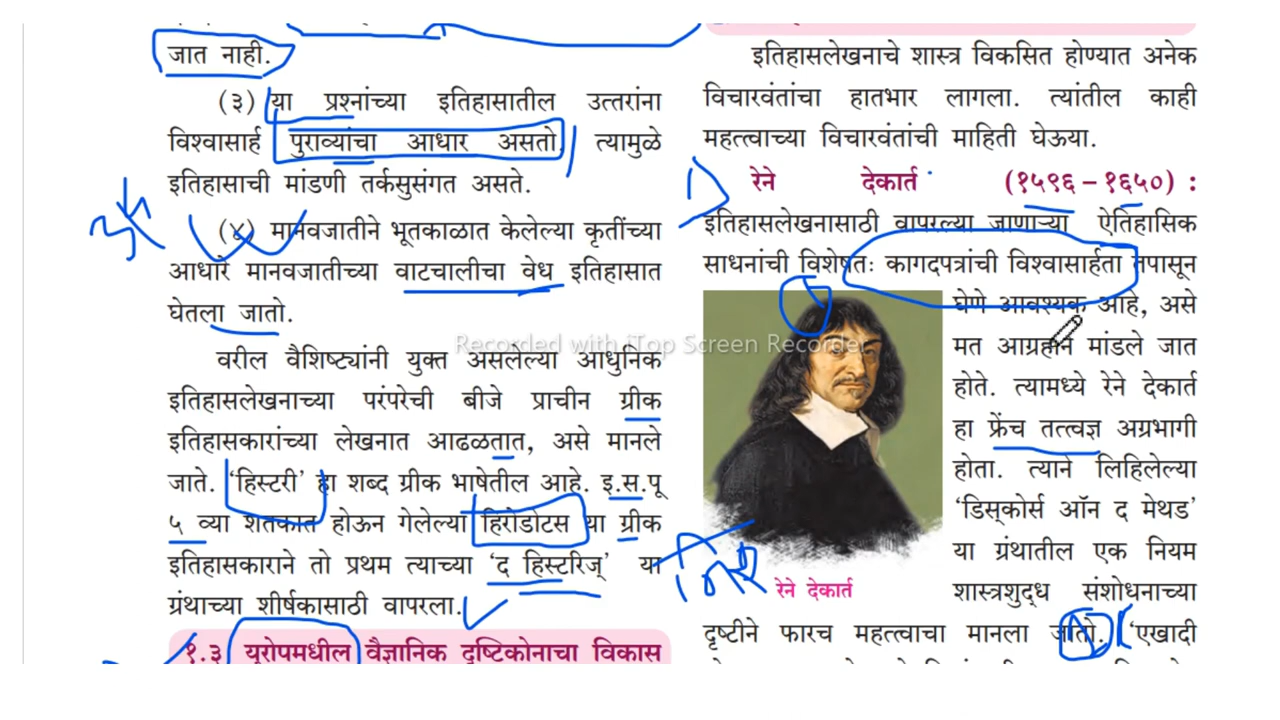 जात नाही.
(३) या प्रश्नांच्या इतिहासातील उत्तरांना
विश्वासार्ह पुराव्यांचा आधार असतो. त्यामुळे
इतिहासाची मांडणी तर्कसुसंगत असते.
(४) मानवजातीने भूतकाळात केलेल्या कृतींच्या
आधारे मानवजातीच्या वाटचालीचा वेध इतिहासात
घेतला जातो.
वरील वैशिष्ट्यांनी युक्त असलेल्या आधुनिक
इतिहासलेखनाच्या परंपरेची बीजे प्राचीन ग्रीक
इतिहासकारांच्या लेखनात आढळतात, असे मानले
जाते. ‘हिस्टरी’ हा शब्द ग्रीक भाषेतील आहे. इ.स.पू
५ व्या शतकात होऊन गेलेल्या हिरोडोटस या ग्रीक
इतिहासकाराने तो प्रथम त्याच्या ‘द हिस्टरिज्’ या
ग्रंथाच्या शीर्षकासाठी वापरला.
१.३ युरोपमधील वैज्ञानिक दृष्टिकोनाचा विकास
इतिहासलेखनाचे शास्त्र विकसित होण्यात अनेक
विचारवंतांचा हातभार लागला. त्यांतील काही
महत्त्वाच्या विचारवंतांची माहिती घेऊया.
रेने देकार्त (१५९६ – १६५०) :
इतिहासलेखनासाठी वापरल्या जाणाऱ्या ऐतिहासिक
साधनांची विशेषतः कागदपत्रांची विश्वासार्हता तपासून
घेणे आवश्यक आहे, असे
मत आग्रहाने मांडले जात
होते. त्यामध्ये रेने देकार्त
हा फ्रेंच तत्त्वज्ञ अग्रभागी
होता. त्याने लिहिलेल्या
‘डिस्कोर्स ऑन द मेथड’
या ग्रंथातील एक नियम
शास्त्रशुद्ध संशोधनाच्या
रेने देकार्त
दृष्टीने फारच महत्त्वाचा मानला जातो. ‘एखादी
Recorded with iTop Screen Recorder